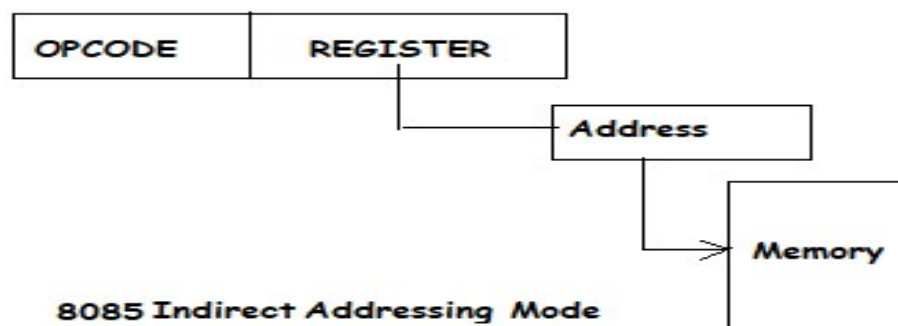 OPCODE REGISTER
Address
Memory
8085 Indirect Addressing Mode